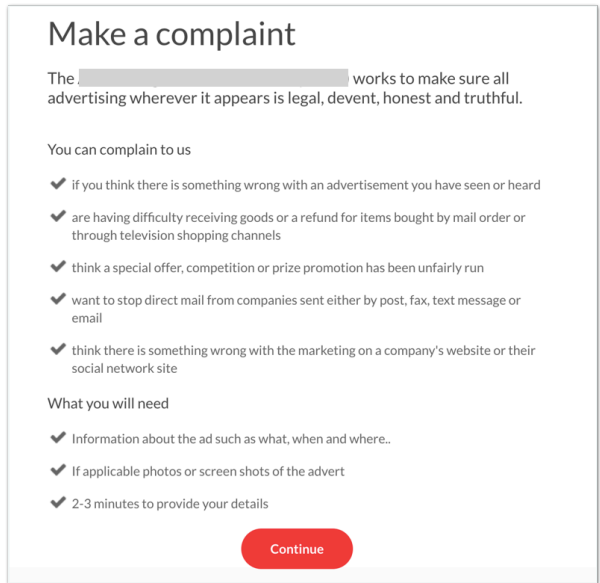 Make a complaint
The works to make sure all
advertising wherever it appears is legal, devent, honest and truthful.
You can complain to us
if you think there is something wrong with an advertisement you have seen or heard
are having difficulty receiving goods or a refund for items bought by mail order or
through television shopping channels
think a special offer, competition or prize promotion has been unfairly run
want to stop direct mail from companies sent either by post, fax, text message or
email
think there is something wrong with the marketing on a company's website or their
social network site
What you will need
Information about the ad such as what, when and where..
If applicable photos or screen shots of the advert
2-3 minutes to provide your details
Continue